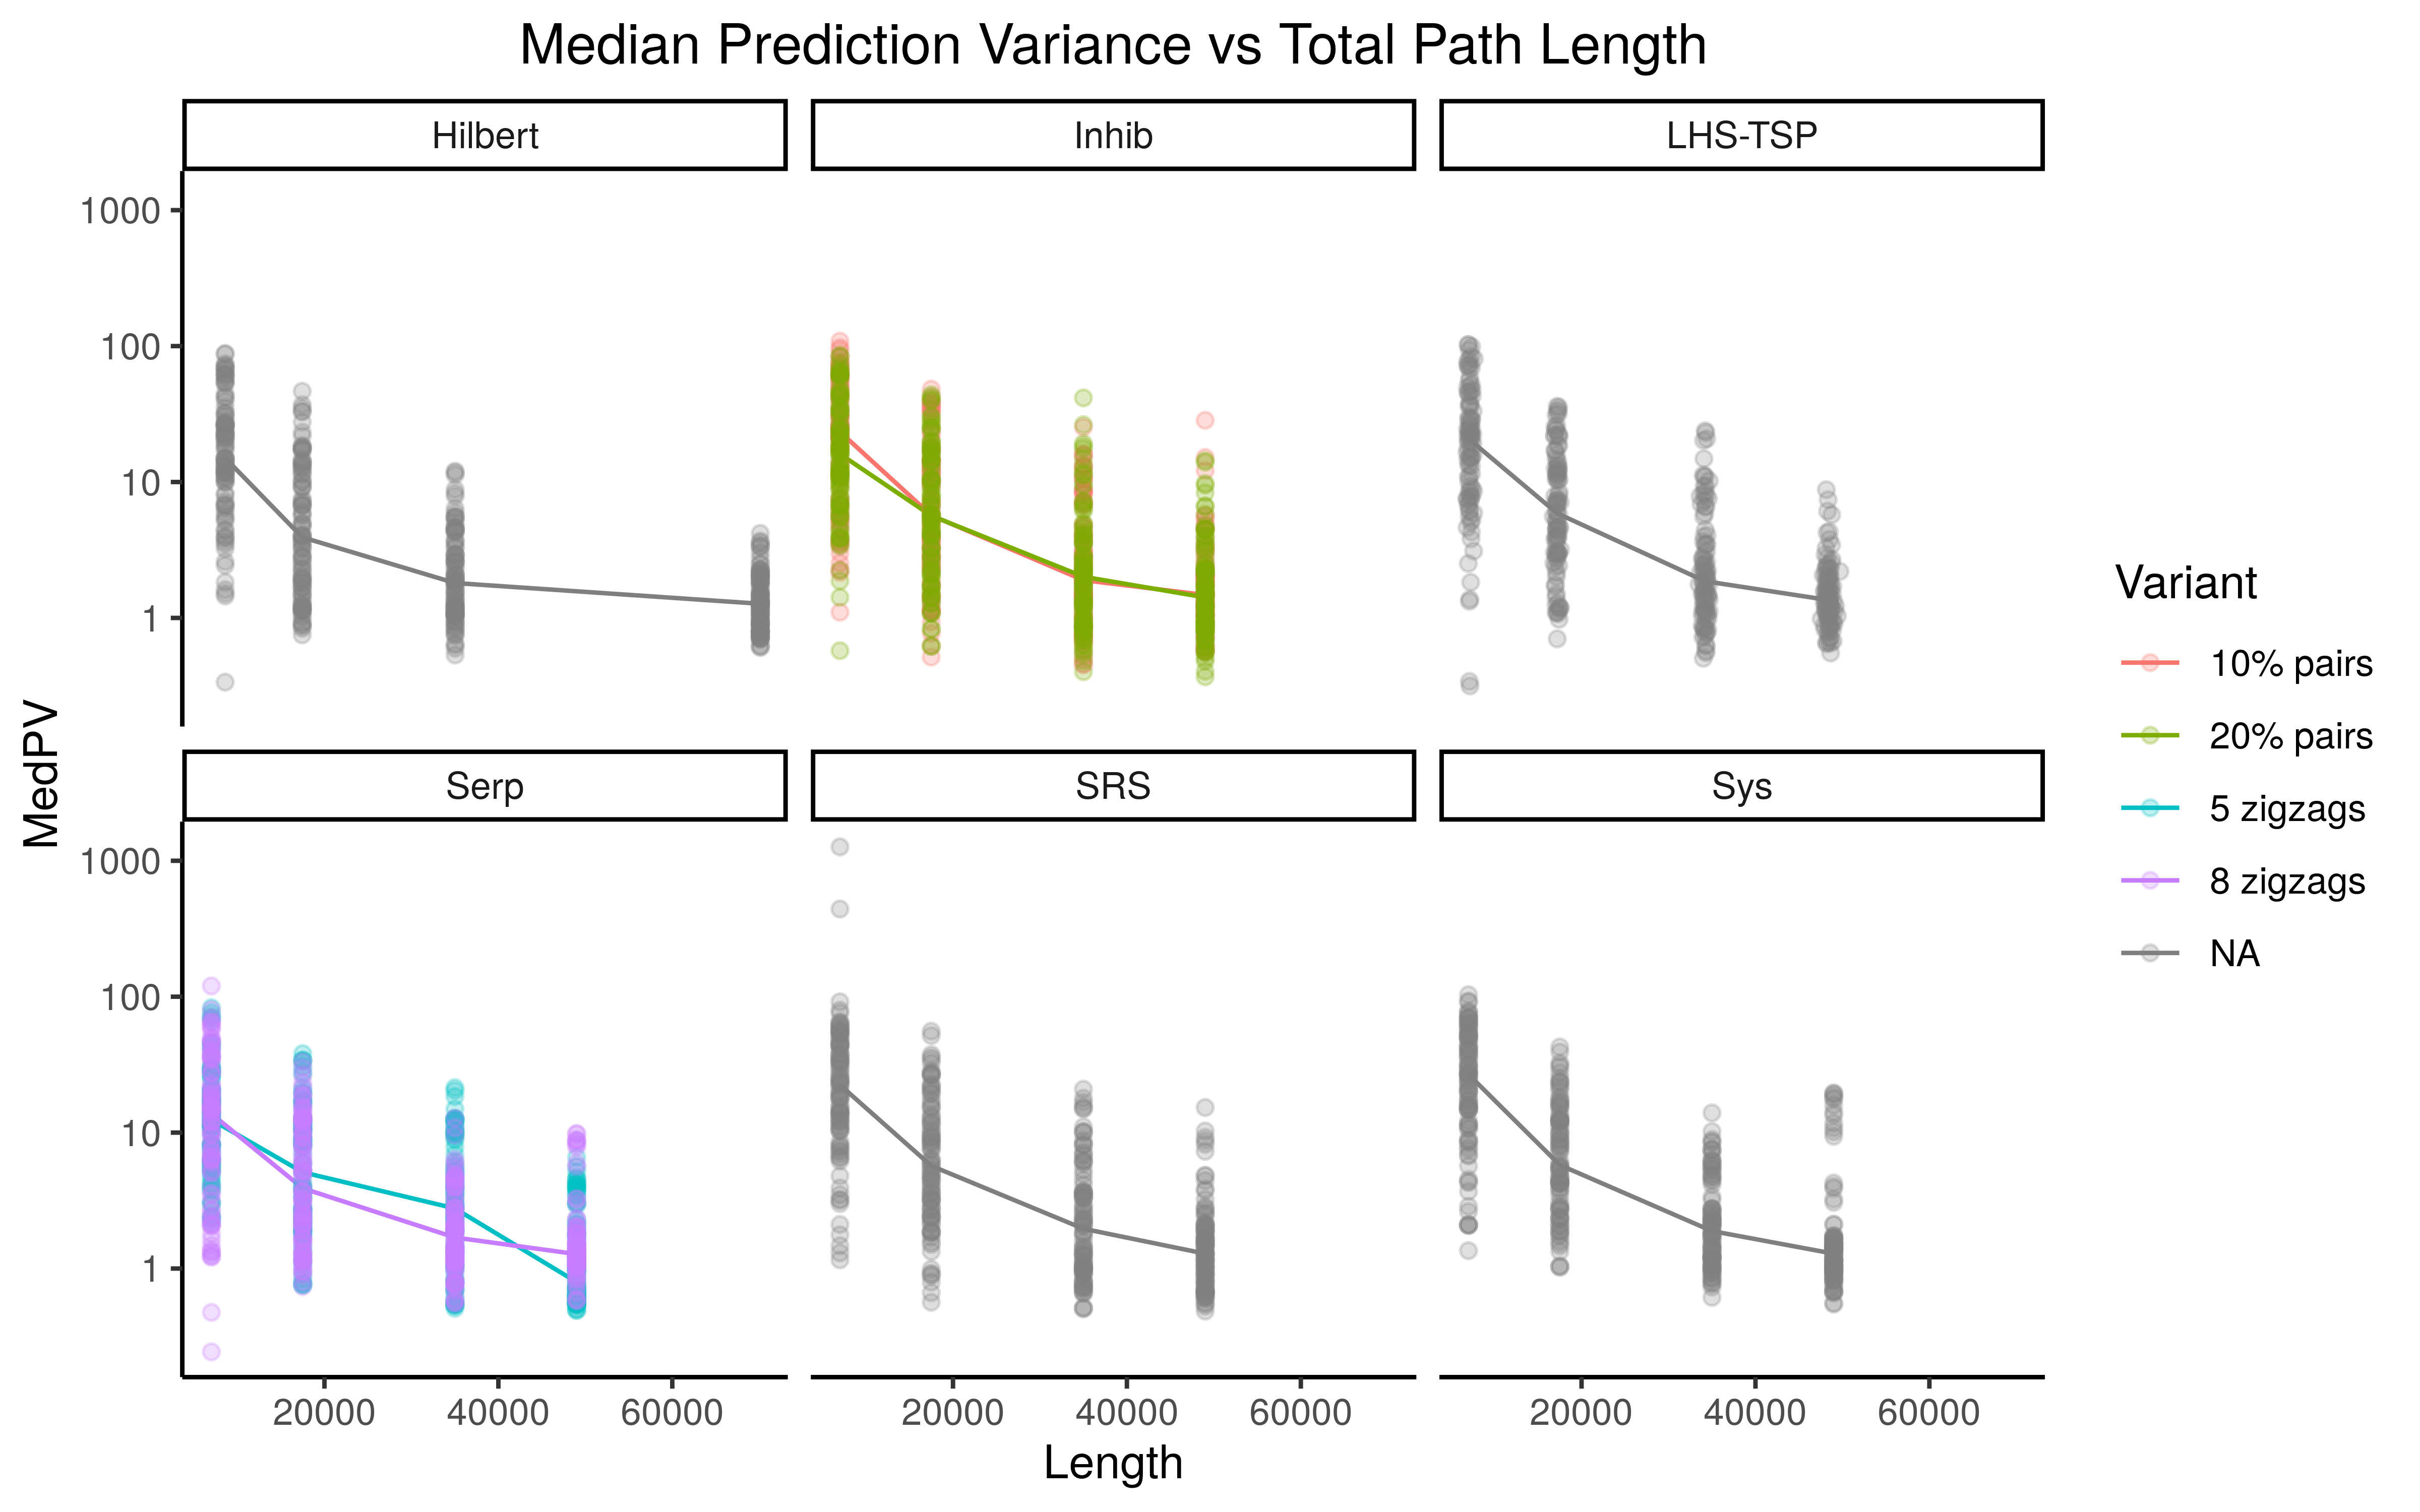 Median Prediction Variance vs Total Path Length
Hilbert
Inhib
LHS-TSP
1000
100
10
1
Serp
SRS
Sys
1000
100
10
1
20000 40000 60000
20000 40000 60000
20000 40000 60000
Length
MedPV
Variant
10% pairs
20% pairs
5 zigzags
8 zigzags
NA